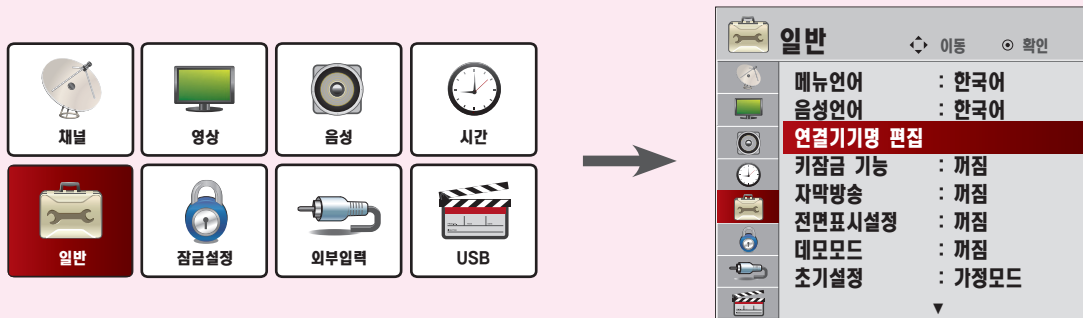 채널 영상 음성 시간
일반 잠금설정 외부입력 USB
일반 이동 확인
메뉴언어 : 한국어
음성언어 : 한국어
연결기기명 편집
키잠금 기능 : 꺼짐
자막방송 : 꺼짐
전면표시설정 : 꺼짐
데모모드 : 꺼짐
초기설정 : 가정모드